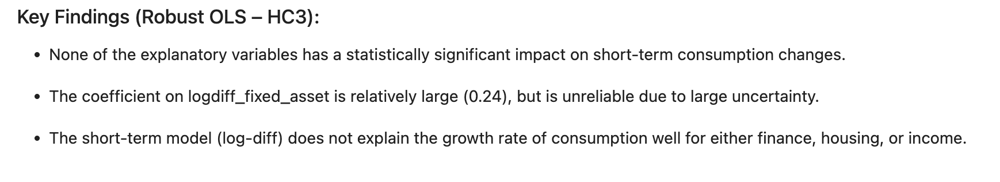 Key Findings (Robust OLS – HC3):
• None of the explanatory variables has a statistically significant impact on short-term consumption changes.
• The coefficient on logdiff_fixed_asset is relatively large (0.24), but is unreliable due to large uncertainty.
• The short-term model (log-diff) does not explain the growth rate of consumption well for either finance, housing, or income.